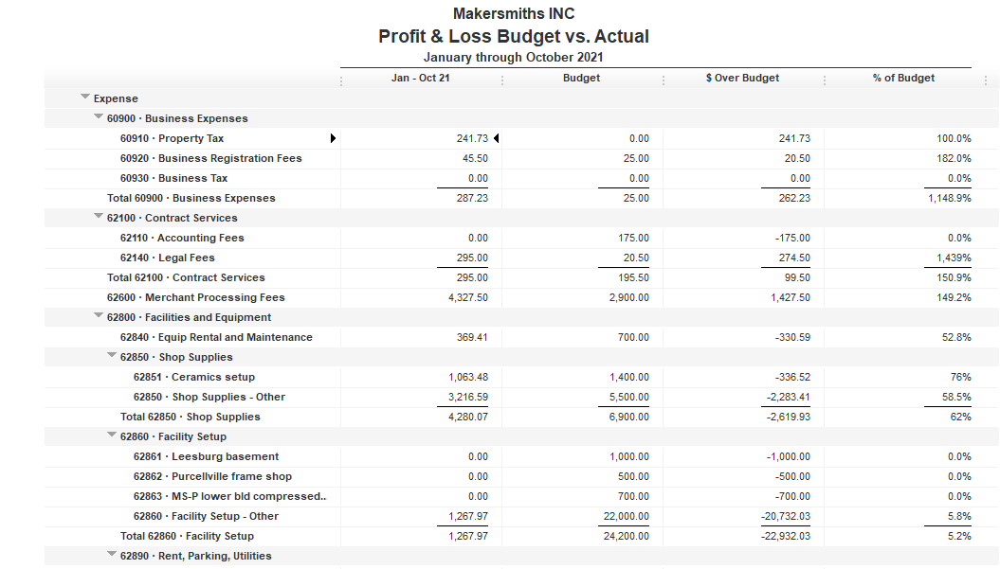 Makersmiths INC
Profit & Loss Budget vs. Actual
January through October 2021
Jan - Oct 21 Budget $ Over Budget % of Budget
Expense
60900 · Business Expenses
60910 · Property Tax 241.73 0.00 241.73 100.0%
60920 · Business Registration Fees 45.50 25.00 20.50 182.0%
60930 · Business Tax 0.00 0.00 0.00 0.0%
Total 60900 · Business Expenses 287.23 25.00 262.23 1,148.9%
62100 · Contract Services
62110 · Accounting Fees 0.00 175.00 -175.00 0.0%
62140 · Legal Fees 295.00 20.50 274.50 1,439%
Total 62100 · Contract Services 295.00 195.50 99.50 150.9%
62600 · Merchant Processing Fees 4,327.50 2,900.00 1,427.50 149.2%
62800 · Facilities and Equipment
62840 · Equip Rental and Maintenance 369.41 700.00 -330.59 52.8%
62850 · Shop Supplies
62851 · Ceramics setup 1,063.48 1,400.00 -336.52 76%
62850 · Shop Supplies - Other 3,216.59 5,500.00 -2,283.41 58.5%
Total 62850 · Shop Supplies 4,280.07 6,900.00 -2,619.93 62%
62860 · Facility Setup
62861 · Leesburg basement 0.00 1,000.00 -1,000.00 0.0%
62862 · Purcellville frame shop 0.00 500.00 -500.00 0.0%
62863 · MS-P lower bld compressed.. 0.00 700.00 -700.00 0.0%
62860 · Facility Setup - Other 1,267.97 22,000.00 -20,732.03 5.8%
Total 62860 · Facility Setup 1,267.97 24,200.00 -22,932.03 5.2%
62890 · Rent, Parking, Utilities